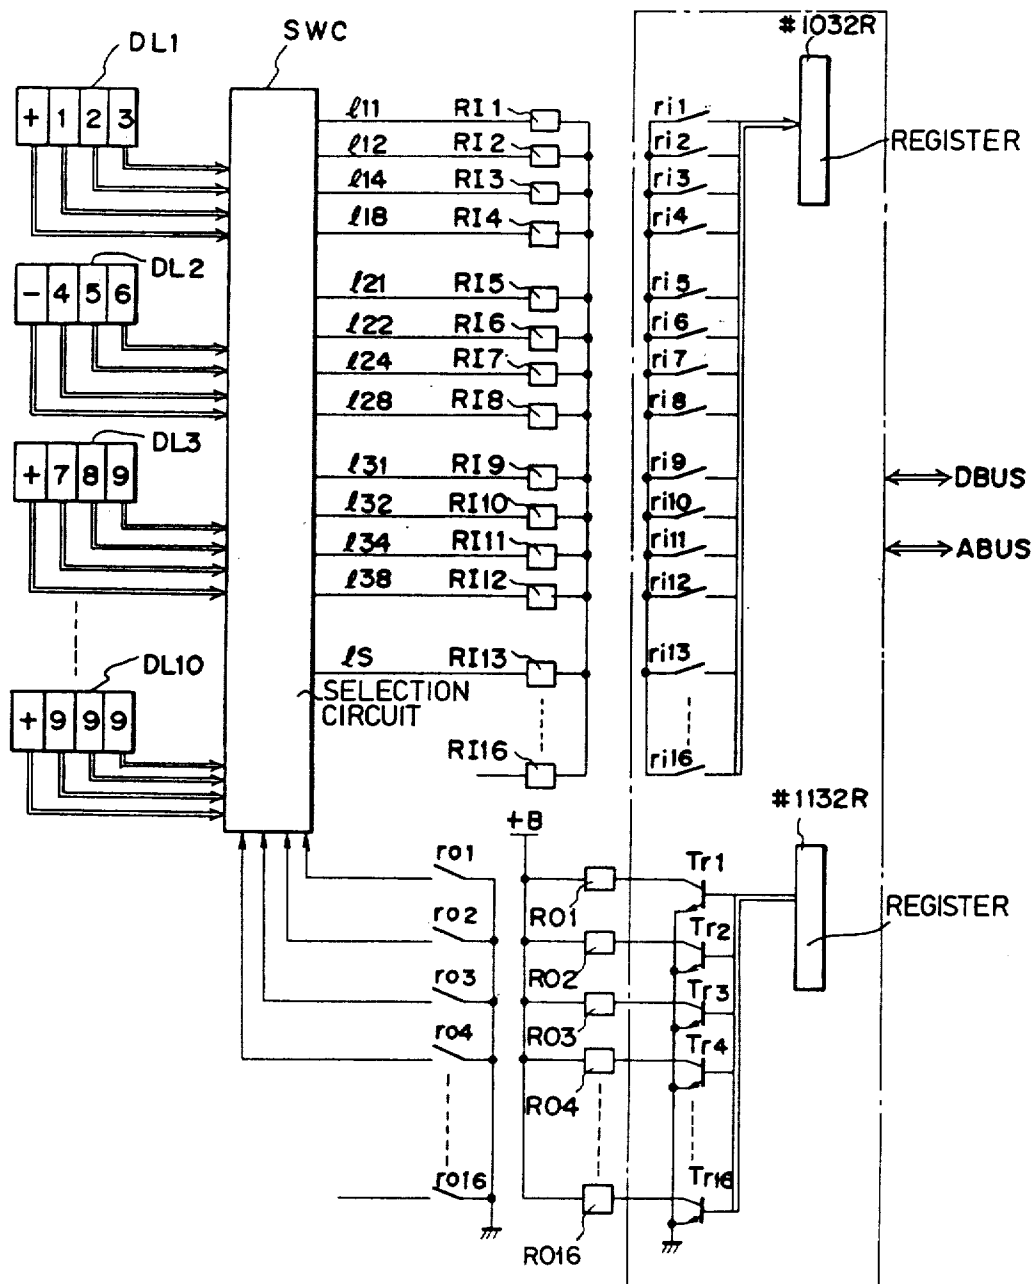 DL1
SWC
#1032R
REGISTER
+ 1 2 3
ℓ11 RI1 ri1
ℓ12 RI2 ri2
ℓ14 RI3 ri3
ℓ18 RI4 ri4
DL2
- 4 5 6
ℓ21 RI5 ri5
ℓ22 RI6 ri6
ℓ24 RI7 ri7
ℓ28 RI8 ri8
DL3
+ 7 8 9
ℓ31 RI9 ri9
ℓ32 RI10 ri10
ℓ34 RI11 ri11
ℓ38 RI12 ri12
DBUS
ABUS
ℓS RI13 ri13
SELECTION
CIRCUIT
DL10
+ 9 9 9
RI16 ri16
#1132R
REGISTER
+B
ro1 RO1 Tr1
ro2 RO2 Tr2
ro3 RO3 Tr3
ro4 RO4 Tr4
ro16 RO16 Tr16